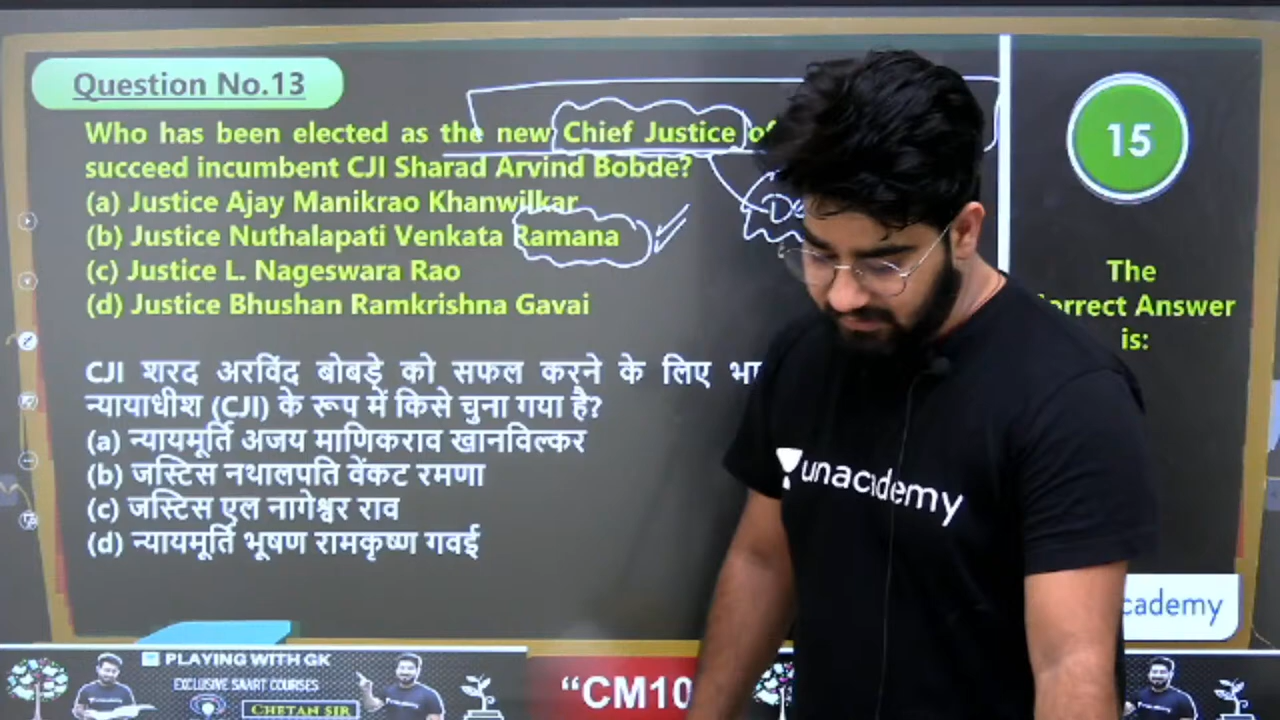 Question No.13
Who has been elected as the new Chief Justice of
succeed incumbent CJI Sharad Arvind Bobde?
(a) Justice Ajay Manikrao Khanwilkar
(b) Justice Nuthalapati Venkata Ramana
(c) Justice L. Nageswara Rao
(d) Justice Bhushan Ramkrishna Gavai
CJI शरद अरविंद बोबड़े को सफल करने के लिए
न्यायाधीश (CJI) के रूप में किसे चुना गया है?
(a) न्यायमूर्ति अजय माणिकराव खानविल्कर
(b) जस्टिस नथालपति वेंकट रमणा
(c) जस्टिस एल नागेश्वर राव
(d) न्यायमूर्ति भूषण रामकृष्ण गवई
15
The
orrect Answer
is:
unacademy
cademy
PLAYING WITH GK
EXCLUSIVE SAART COURSES
CHETAN SIR
“CM10